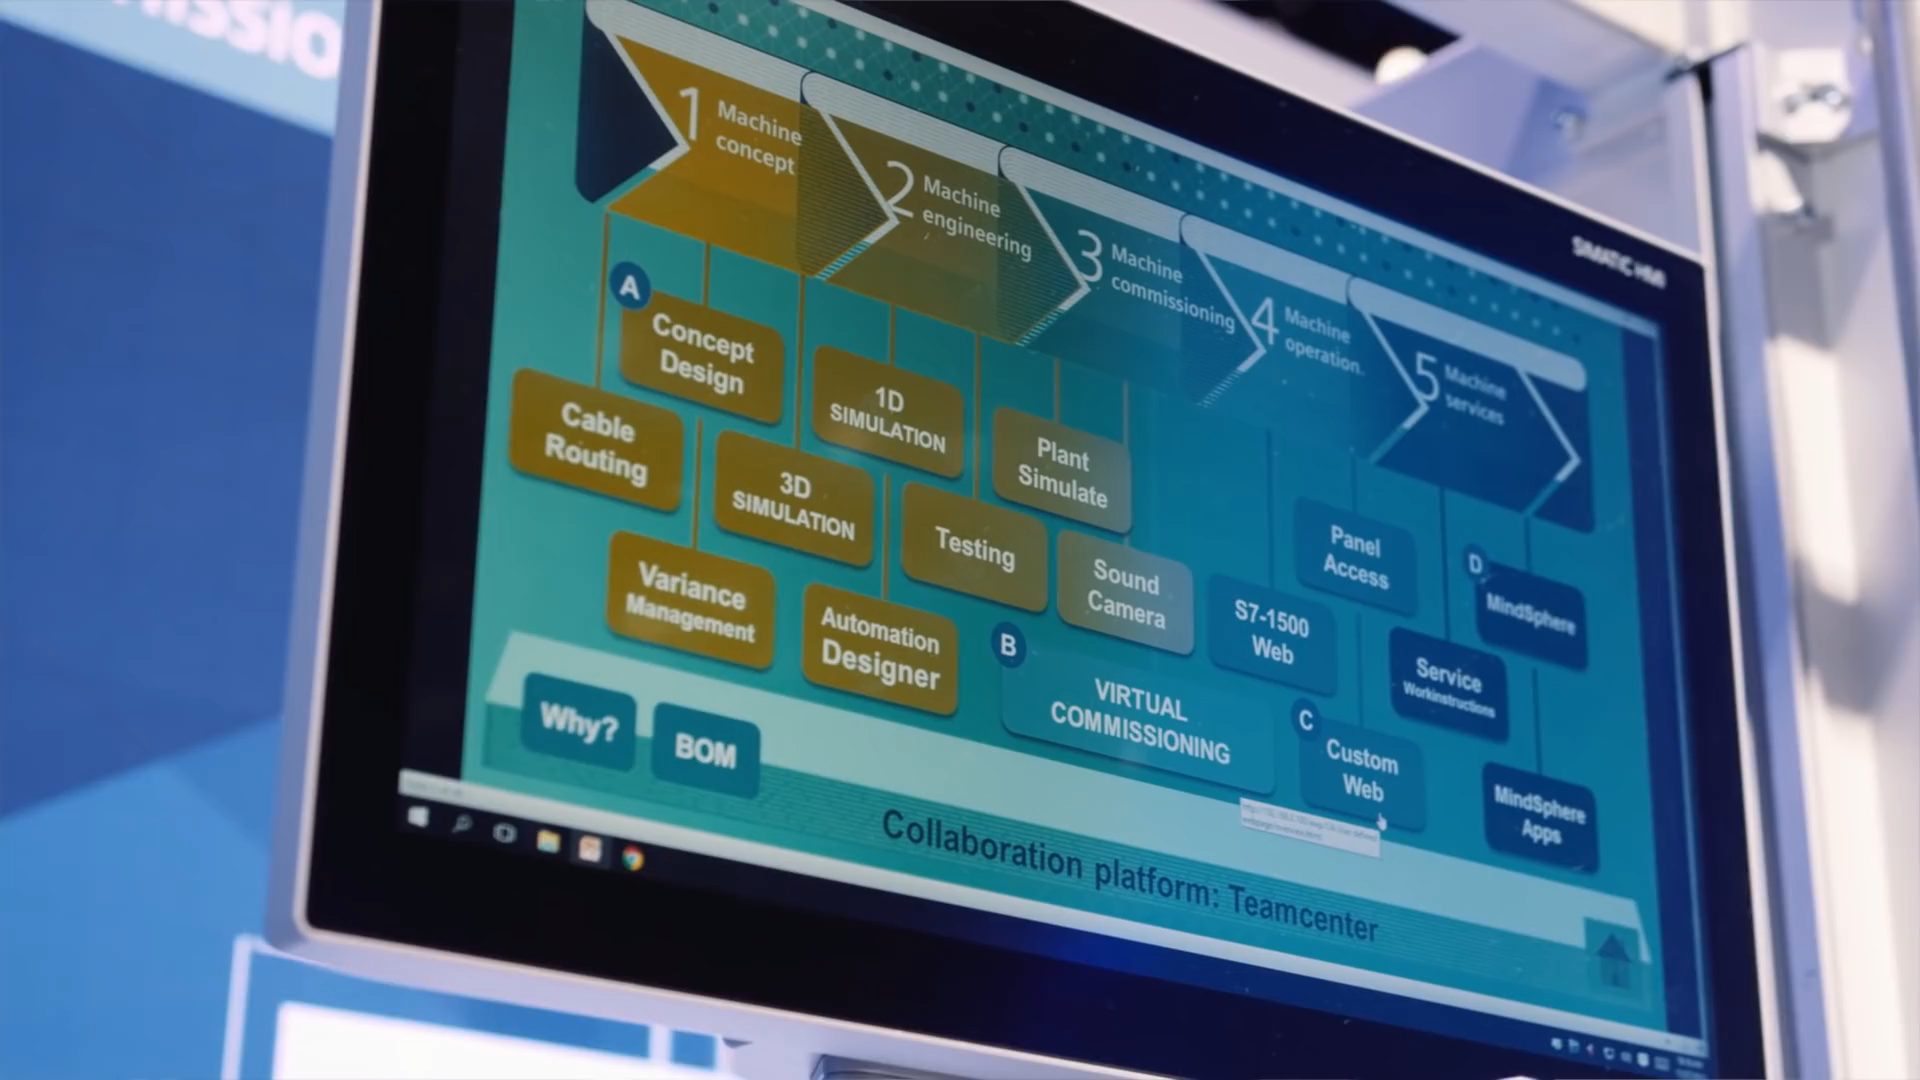 SSIO
SIMATIC HMI
1 Machine
concept
2 Machine
engineering
3 Machine
commissioning
4 Machine
operation
5 Machine
services
A
Concept
Design
Cable
Routing
1D
SIMULATION
3D
SIMULATION
Plant
Simulate
Testing
Sound
Camera
Variance
Management
Automation
Designer
B
VIRTUAL
COMMISSIONING
S7-1500
Web
Panel
Access
C
Custom
Web
Service
Workinstructions
D
MindSphere
MindSphere
Apps
Why?
BOM
Collaboration platform: Teamcenter